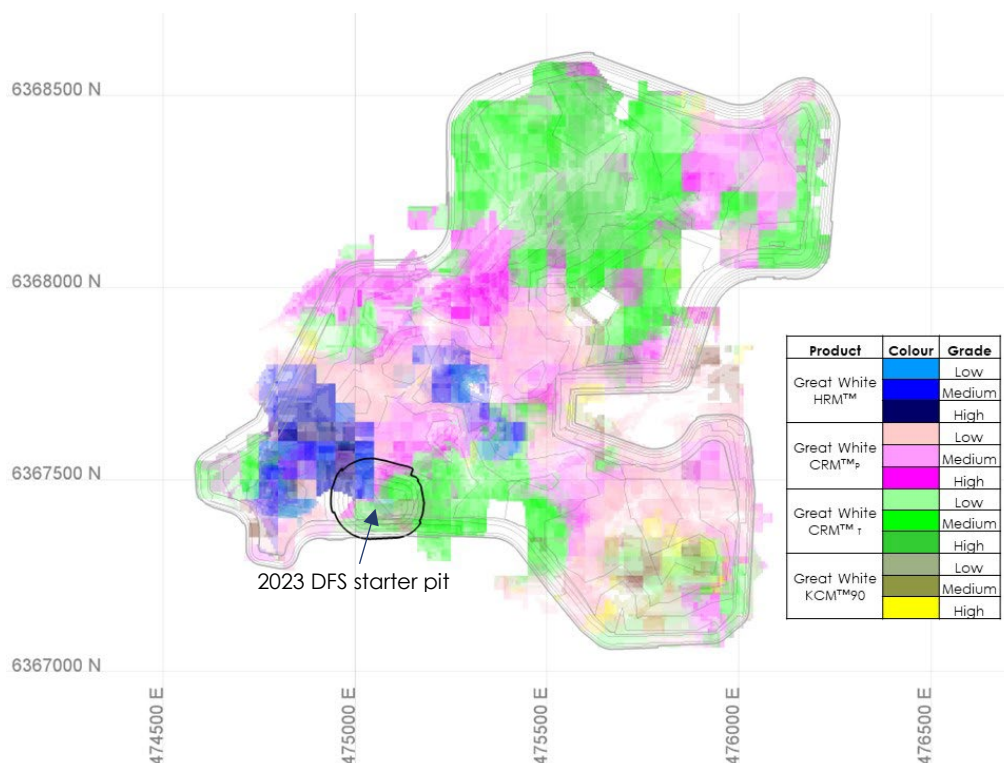 6368500 N
6368000 N
6367500 N
6367000 N
474500 E
475000 E
475500 E
476000 E
476500 E
2023 DFS starter pit
Product Colour Grade
Great White HRM™
Low
Medium
High
Great White CRM™P
Low
Medium
High
Great White CRM™T
Low
Medium
High
Great White KCM™90
Low
Medium
High